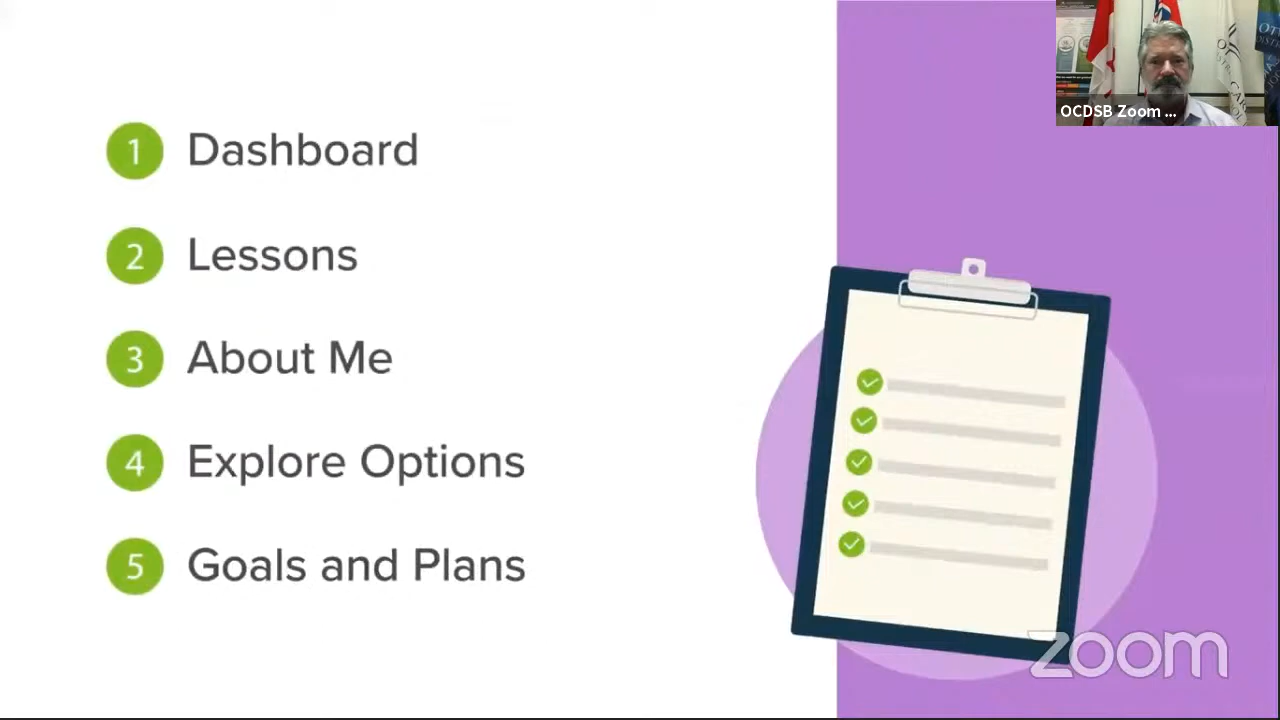 1 Dashboard
2 Lessons
3 About Me
4 Explore Options
5 Goals and Plans
OCDSB Zoom ...
zoom